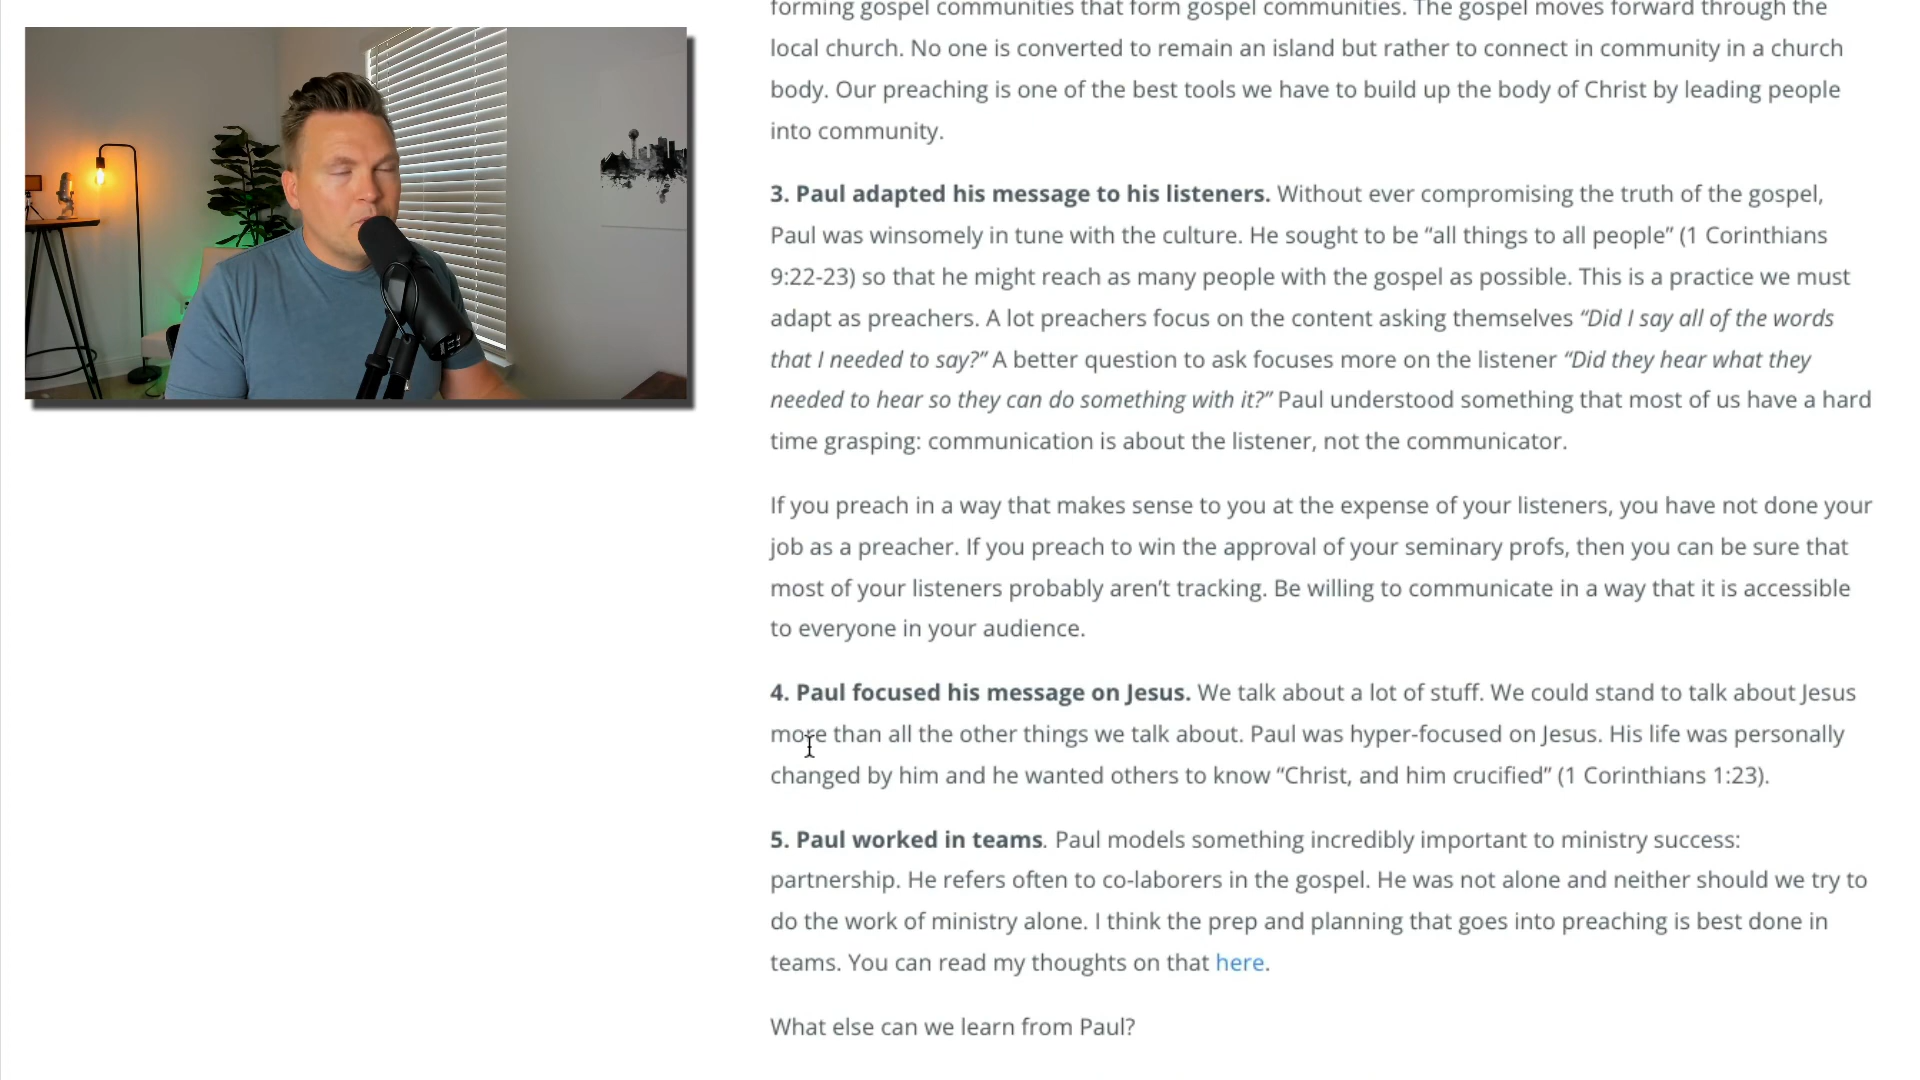 forming gospel communities that form gospel communities. The gospel moves forward through the
local church. No one is converted to remain an island but rather to connect in community in a church
body. Our preaching is one of the best tools we have to build up the body of Christ by leading people
into community.
3. Paul adapted his message to his listeners. Without ever compromising the truth of the gospel,
Paul was winsomely in tune with the culture. He sought to be “all things to all people” (1 Corinthians
9:22-23) so that he might reach as many people with the gospel as possible. This is a practice we must
adapt as preachers. A lot preachers focus on the content asking themselves “Did I say all of the words
that I needed to say?” A better question to ask focuses more on the listener “Did they hear what they
needed to hear so they can do something with it?” Paul understood something that most of us have a hard
time grasping: communication is about the listener, not the communicator.
If you preach in a way that makes sense to you at the expense of your listeners, you have not done your
job as a preacher. If you preach to win the approval of your seminary profs, then you can be sure that
most of your listeners probably aren’t tracking. Be willing to communicate in a way that it is accessible
to everyone in your audience.
4. Paul focused his message on Jesus. We talk about a lot of stuff. We could stand to talk about Jesus
more than all the other things we talk about. Paul was hyper-focused on Jesus. His life was personally
changed by him and he wanted others to know “Christ, and him crucified” (1 Corinthians 1:23).
5. Paul worked in teams. Paul models something incredibly important to ministry success:
partnership. He refers often to co-laborers in the gospel. He was not alone and neither should we try to
do the work of ministry alone. I think the prep and planning that goes into preaching is best done in
teams. You can read my thoughts on that here.
What else can we learn from Paul?